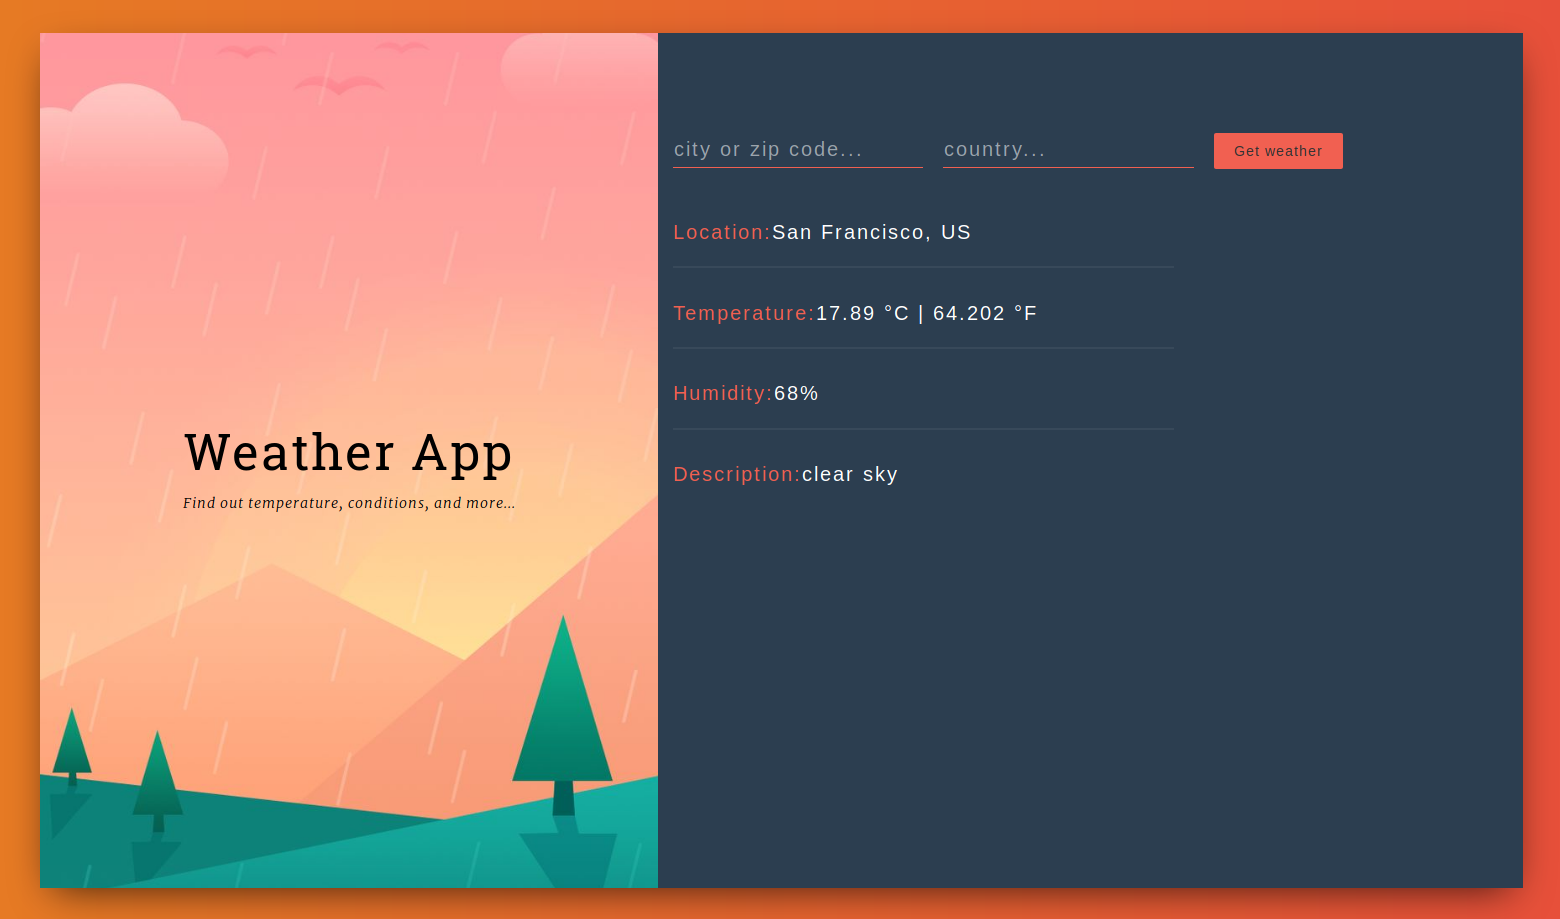 Weather App
Find out temperature, conditions, and more...
city or zip code...
country...
Get weather
Location:San Francisco, US
Temperature:17.89 °C | 64.202 °F
Humidity:68%
Description:clear sky